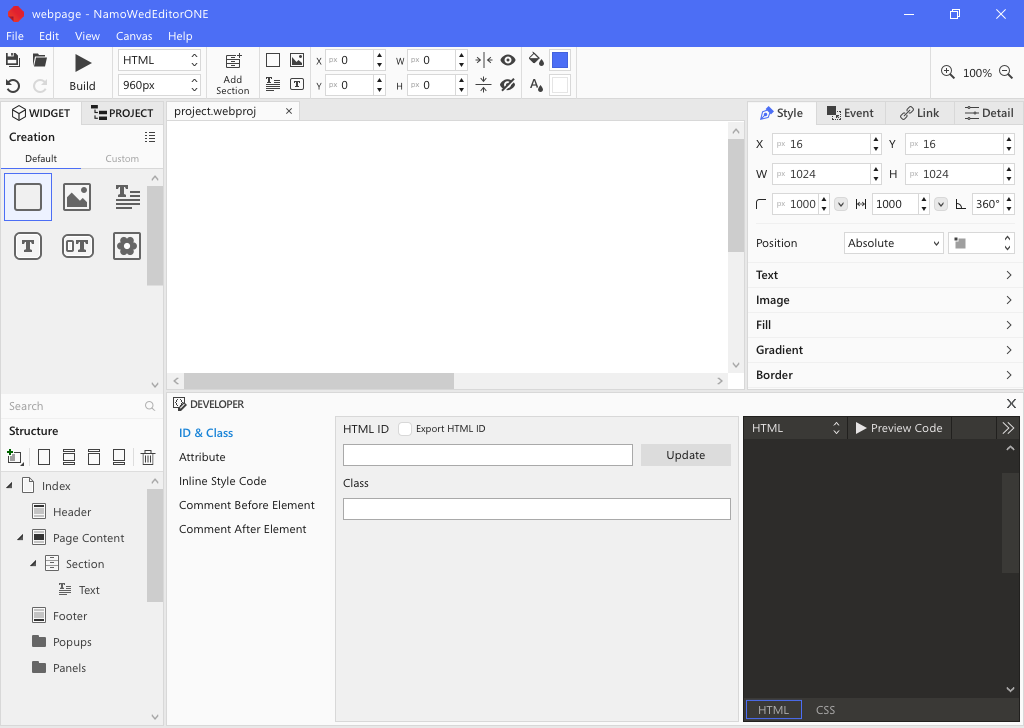 webpage - NamoWedEditorONE
File Edit View Canvas Help
Build
HTML
960px
Add
Section
X px 0
Y px 0
W px 0
H px 0
100%
WIDGET PROJECT
Creation
Default Custom
project.webproj
Search
Structure
Index
Header
Page Content
Section
Text
Footer
Popups
Panels
Style Event Link Detail
X px 16 Y px 16
W px 1024 H px 1024
px 1000 1000 360°
Position Absolute
Text
Image
Fill
Gradient
Border
DEVELOPER
ID & Class
Attribute
Inline Style Code
Comment Before Element
Comment After Element
HTML ID Export HTML ID
Update
Class
HTML Preview Code
HTML CSS